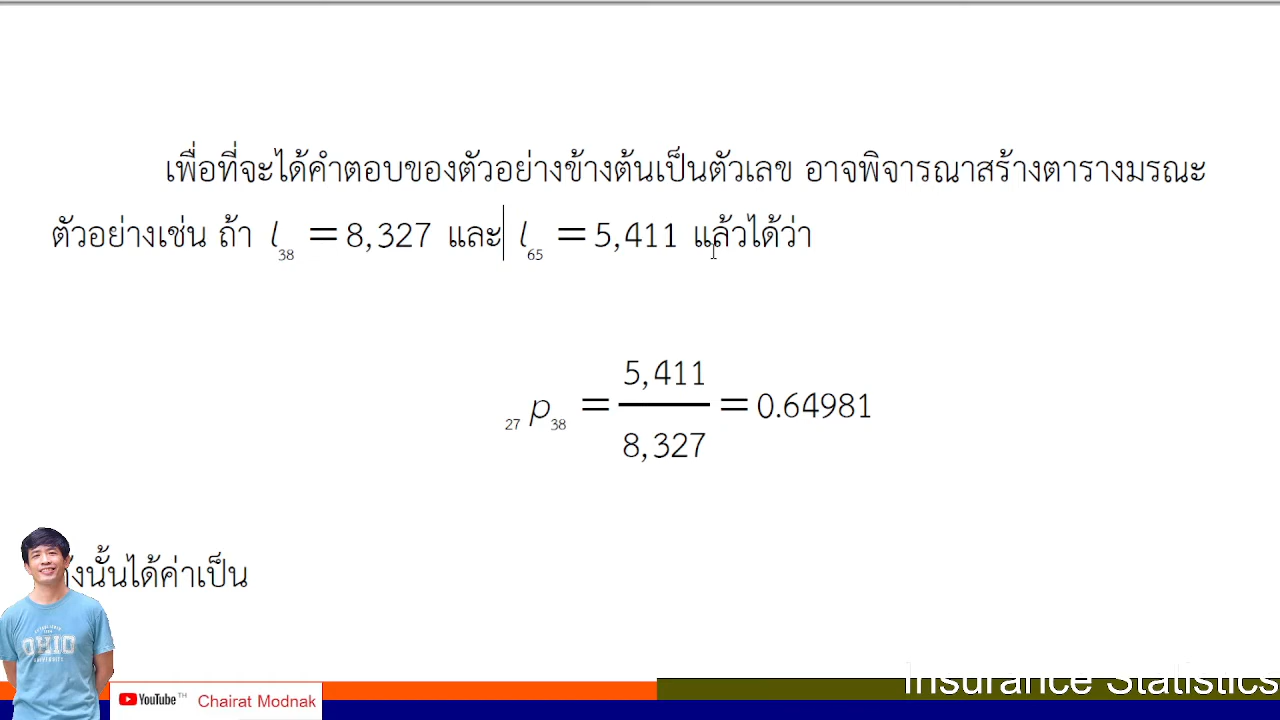 เพื่อที่จะได้คำตอบของตัวอย่างข้างต้นเป็นตัวเลข อาจพิจารณาสร้างตารางมรณะ
ตัวอย่างเช่น ถ้า l₃₈ = 8,327 และ l₆₅ = 5,411 แล้วได้ว่า
₂₇p₃₈ = 5,411 / 8,327 = 0.64981
นั้นได้ค่าเป็น
OHIO
UNIVERSITY
YouTube TH Chairat Modnak
Insurance Statistics